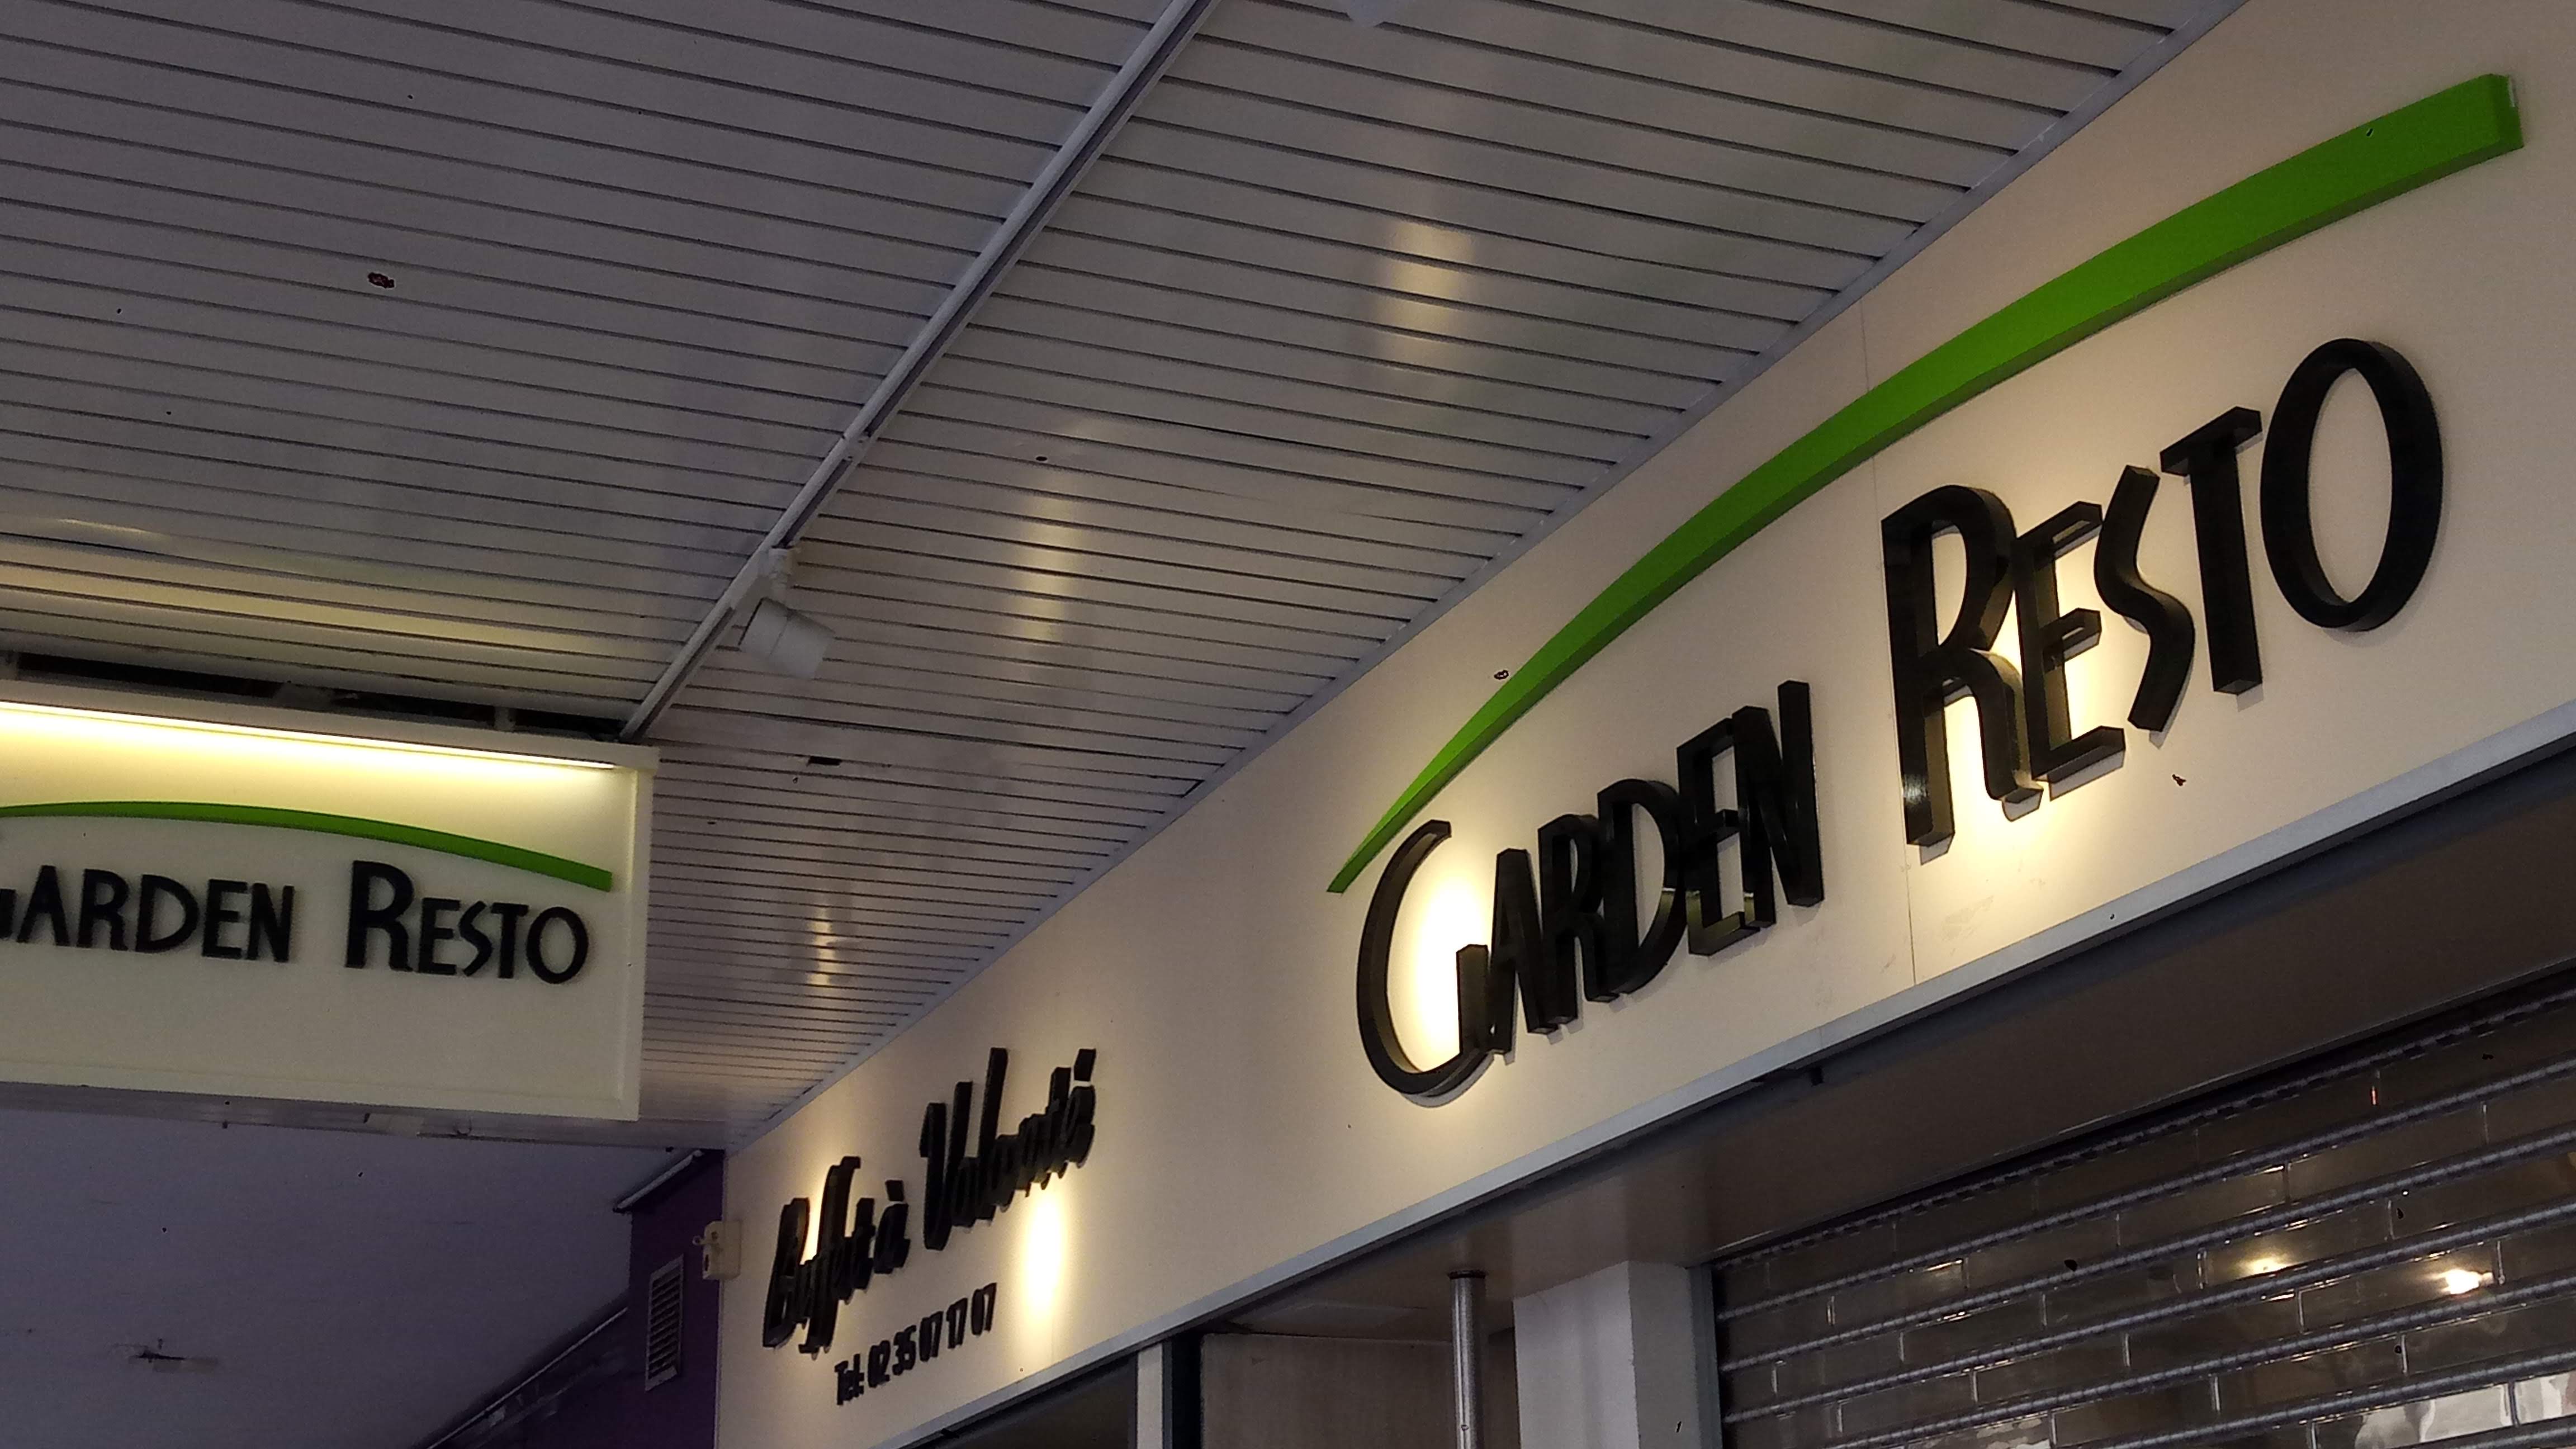 GARDEN RESTO
GARDEN RESTO
Buffet à Volonté
Tel: 02 35 07 17 07